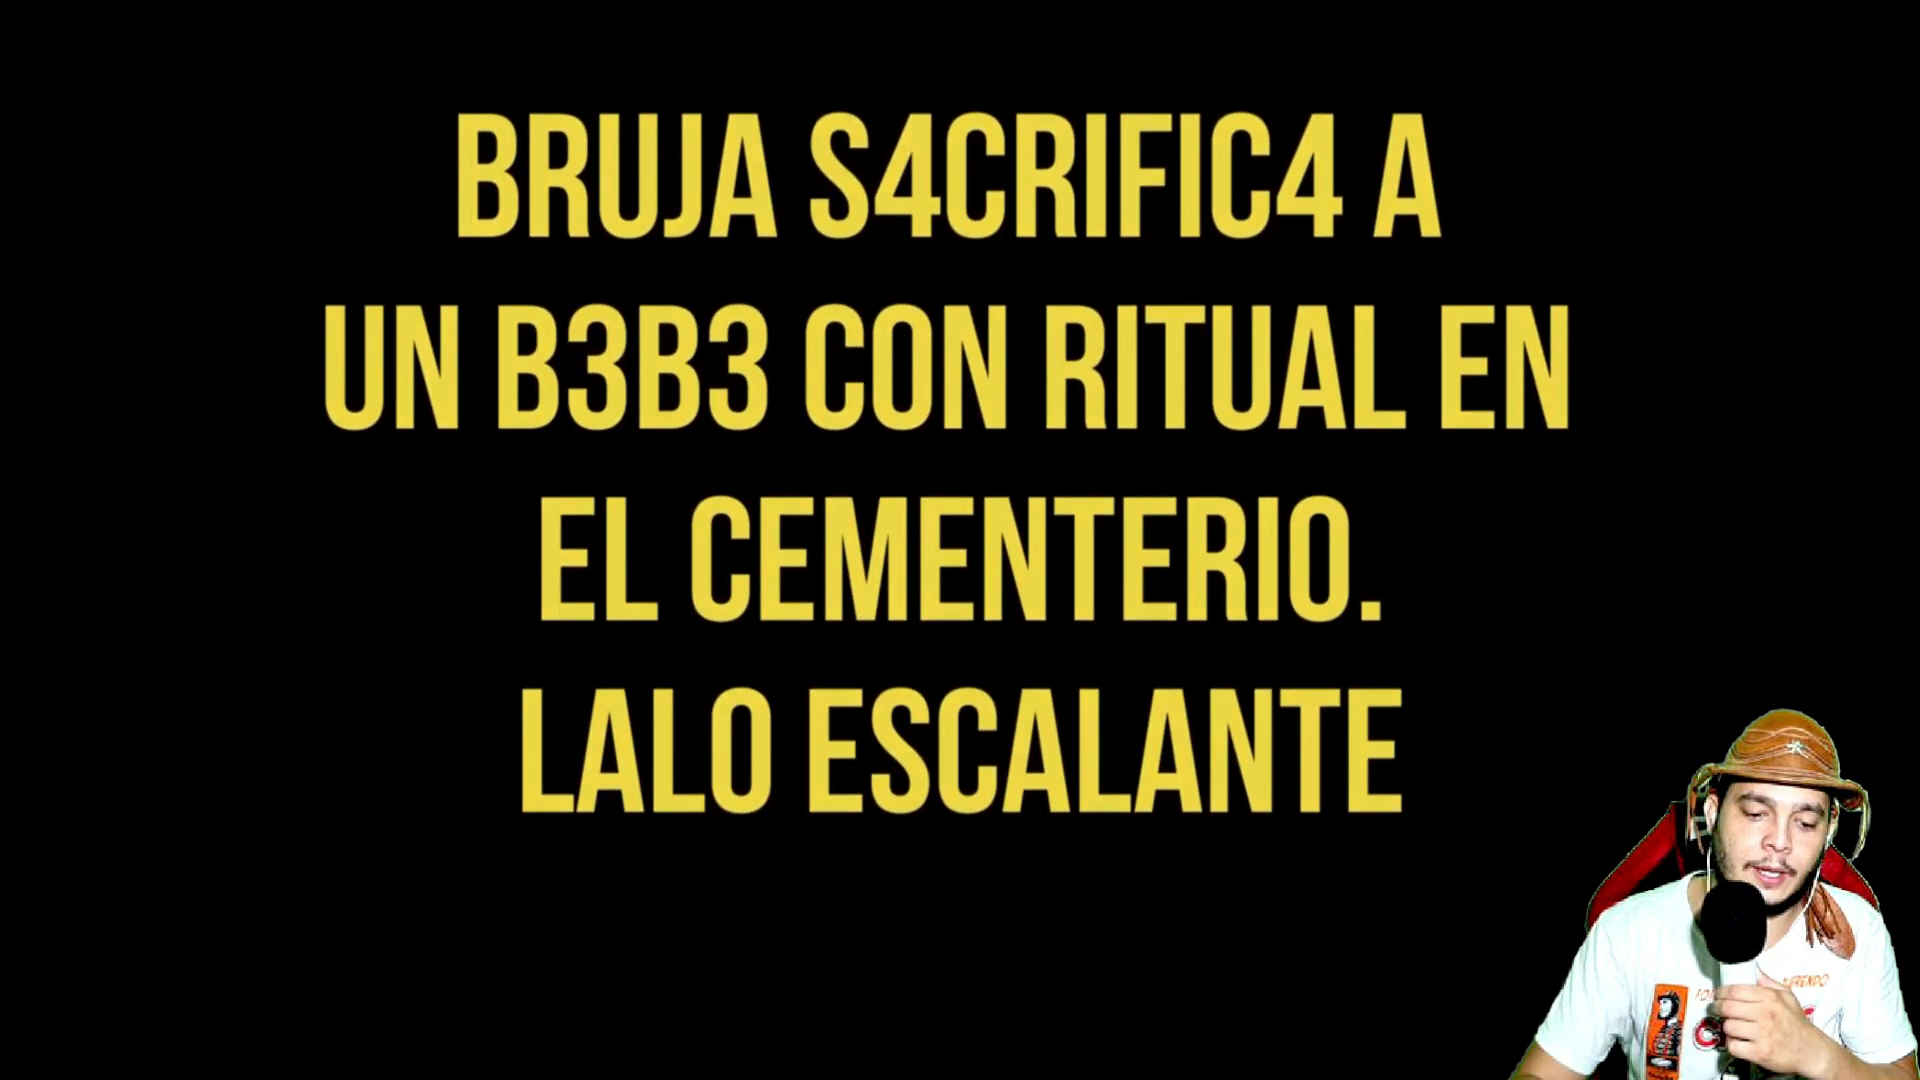 BRUJA S4CRIFIC4 A
UN B3B3 CON RITUAL EN
EL CEMENTERIO.
LALO ESCALANTE